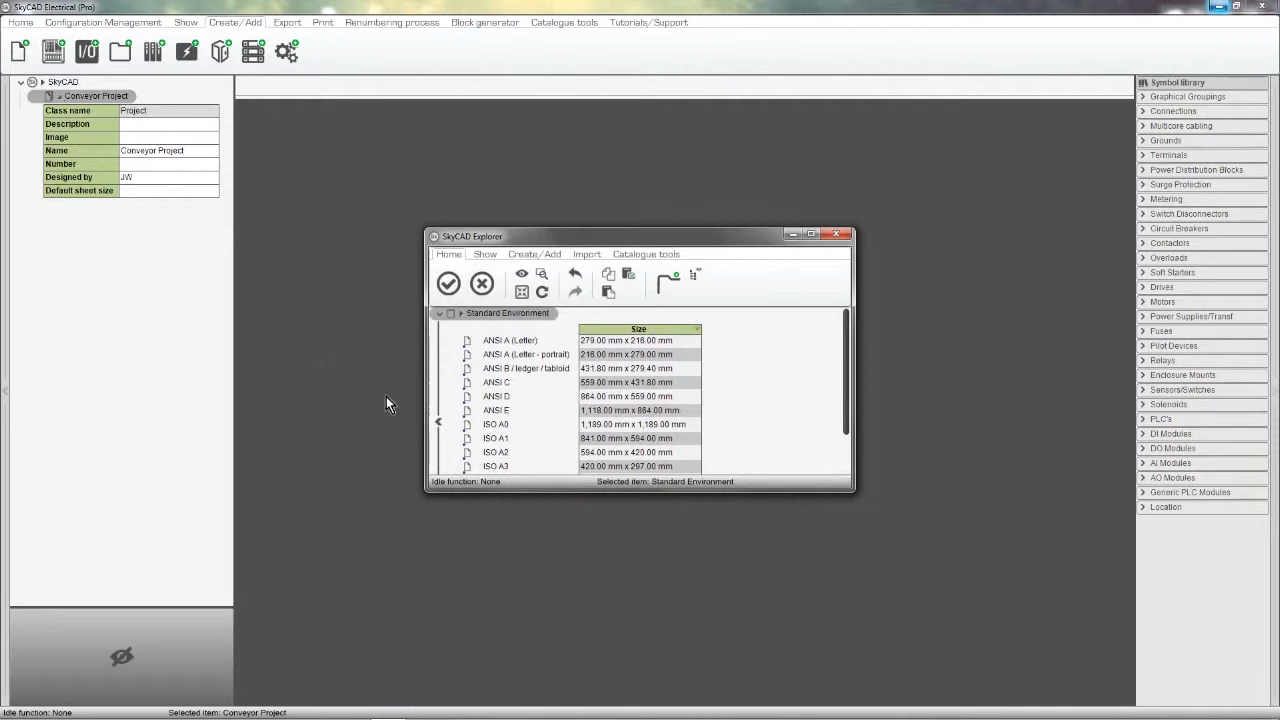 SkyCAD Electrical (Pro)
Home Configuration Management Show Create/Add Export Print Renumbering process Block generator Catalogue tools Tutorials/Support
I/O
SkyCAD
Conveyor Project
Class name Project
Description
Image
Name Conveyor Project
Number
Designed by JW
Default sheet size
SkyCAD Explorer
Home Show Create/Add Import Catalogue tools
Standard Environment
Size
ANSI A (Letter) 279.00 mm x 216.00 mm
ANSI A (Letter - portrait) 216.00 mm x 279.00 mm
ANSI B / ledger / tabloid 431.80 mm x 279.40 mm
ANSI C 559.00 mm x 431.80 mm
ANSI D 864.00 mm x 559.00 mm
ANSI E 1,118.00 mm x 864.00 mm
ISO A0 1,189.00 mm x 1,189.00 mm
ISO A1 841.00 mm x 594.00 mm
ISO A2 594.00 mm x 420.00 mm
ISO A3 420.00 mm x 297.00 mm
Idle function: None Selected item: Standard Environment
Symbol library
Graphical Groupings
Connections
Multicore cabling
Grounds
Terminals
Power Distribution Blocks
Surge Protection
Metering
Switch Disconnectors
Circuit Breakers
Contactors
Overloads
Soft Starters
Drives
Motors
Power Supplies/Transf
Fuses
Pilot Devices
Relays
Enclosure Mounts
Sensors/Switches
Solenoids
PLC's
DI Modules
DO Modules
AI Modules
AO Modules
Generic PLC Modules
Location
Idle function: None Selected item: Conveyor Project